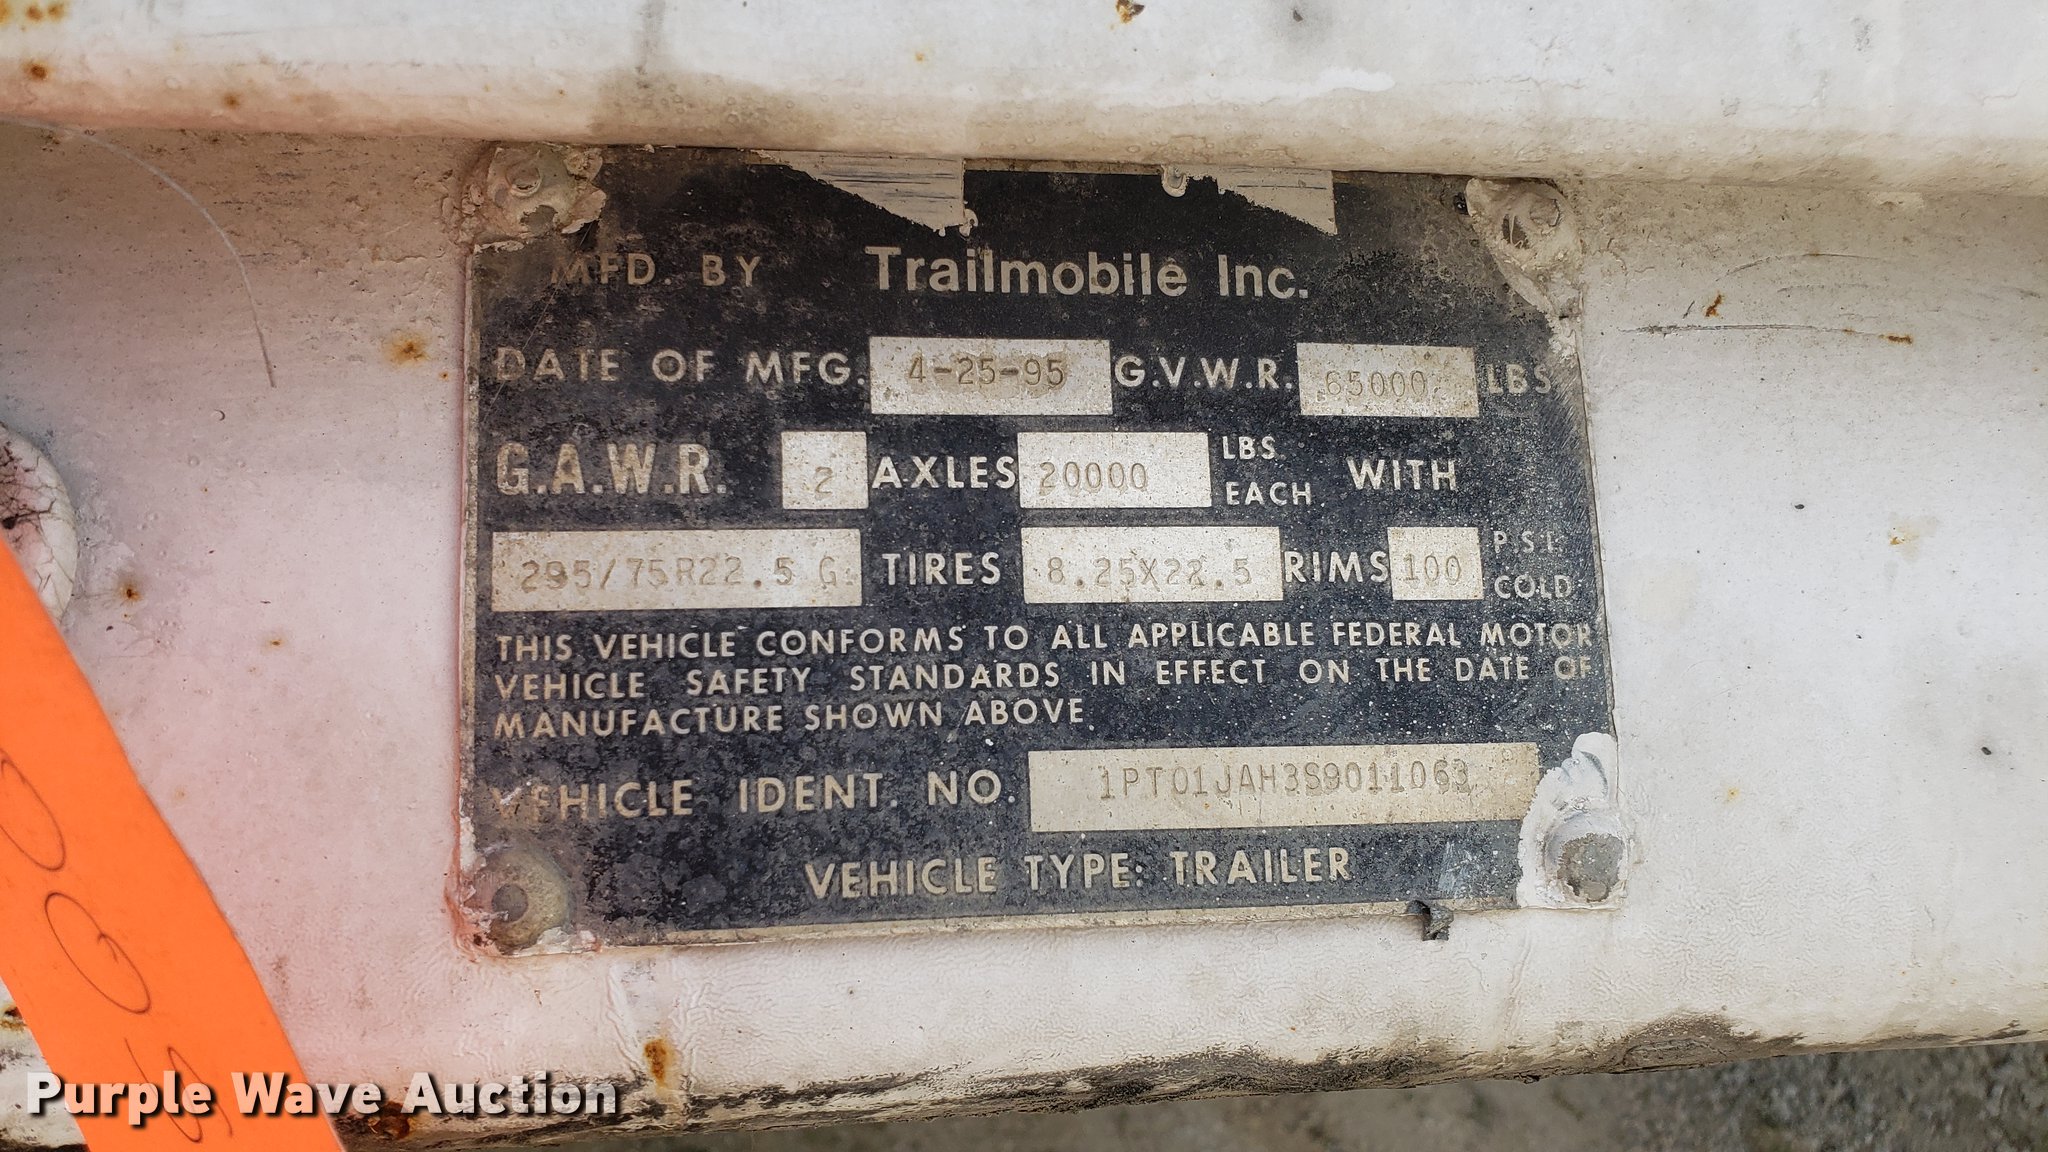 MFD. BY Trailmobile Inc.
DATE OF MFG. 4-25-95 G.V.W.R. 65000 LBS
G.A.W.R. 2 AXLES 20000 LBS. EACH WITH
295/75R22.5 G TIRES 8.25X22.5 RIMS 100 P.S.I. COLD
THIS VEHICLE CONFORMS TO ALL APPLICABLE FEDERAL MOTOR
VEHICLE SAFETY STANDARDS IN EFFECT ON THE DATE OF
MANUFACTURE SHOWN ABOVE
VEHICLE IDENT. NO. 1PT01JAH3S9011063
VEHICLE TYPE: TRAILER
Purple Wave Auction